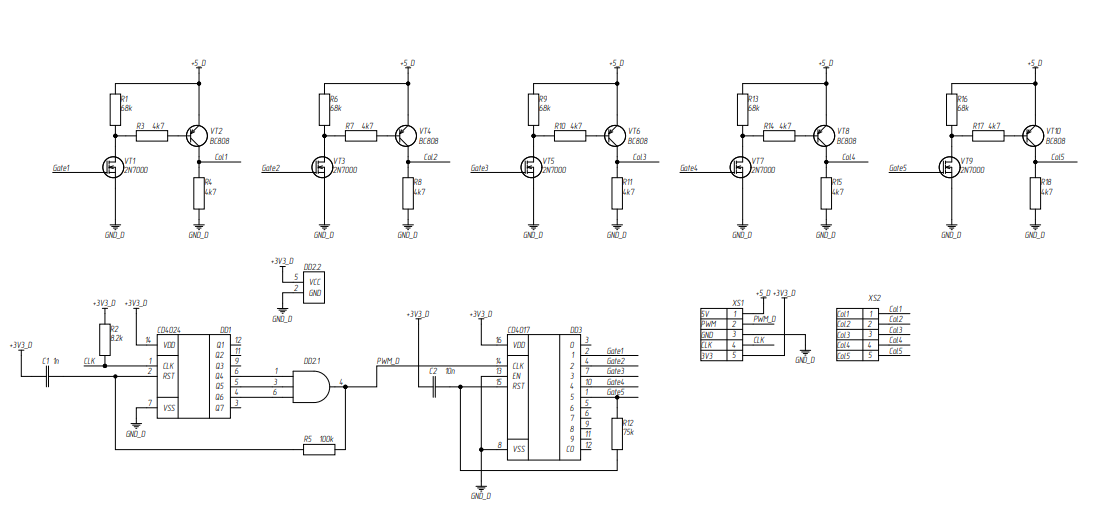 +5_D +5_D +5_D +5_D +5_D
R1 R6 R9 R13 R16
68k 68k 68k 68k 68k
R3 4k7 VT2 R7 4k7 VT4 R10 4k7 VT6 R14 4k7 VT8 R17 4k7 VT10
BC808 BC808 BC808 BC808 BC808
VT1 Col1 VT3 Col2 VT5 Col3 VT7 Col4 VT9 Col5
Gate1 2N7000 Gate2 2N7000 Gate3 2N7000 Gate4 2N7000 Gate5 2N7000
R4 R8 R11 R15 R18
4k7 4k7 4k7 4k7 4k7
GND_D GND_D GND_D GND_D GND_D GND_D GND_D GND_D GND_D GND_D
+3V3_D DD2.2
5 VCC
2 GND
GND_D
+3V3_D +3V3_D
R2
8.2k
CD4024 DD1
14 VDD Q1 12
Q2 11
+3V3_D C1 1n CLK 1 CLK Q3 9
2 RST Q4 6
Q5 5
Q6 4
7 VSS Q7 3
GND_D
DD2.1
1
3 4
6
R5 100k
PWM_D
+3V3_D +3V3_D
C2 10n
CD4017 DD3
16 VDD 0 3
1 2 Gate1
14 CLK 2 4 Gate2
13 EN 3 7 Gate3
15 RST 4 10 Gate4
5 1 Gate5
6 5
7 6
8 9
9 11
8 VSS CO 12
R12
75k
GND_D
+5_D +3V3_D
XS1
5V 1
PWM 2 PWM_D
GND 3
CLK 4 CLK
3V3 5
GND_D
XS2
Col1 1 Col1
Col2 2 Col2
Col3 3 Col3
Col4 4 Col4
Col5 5 Col5